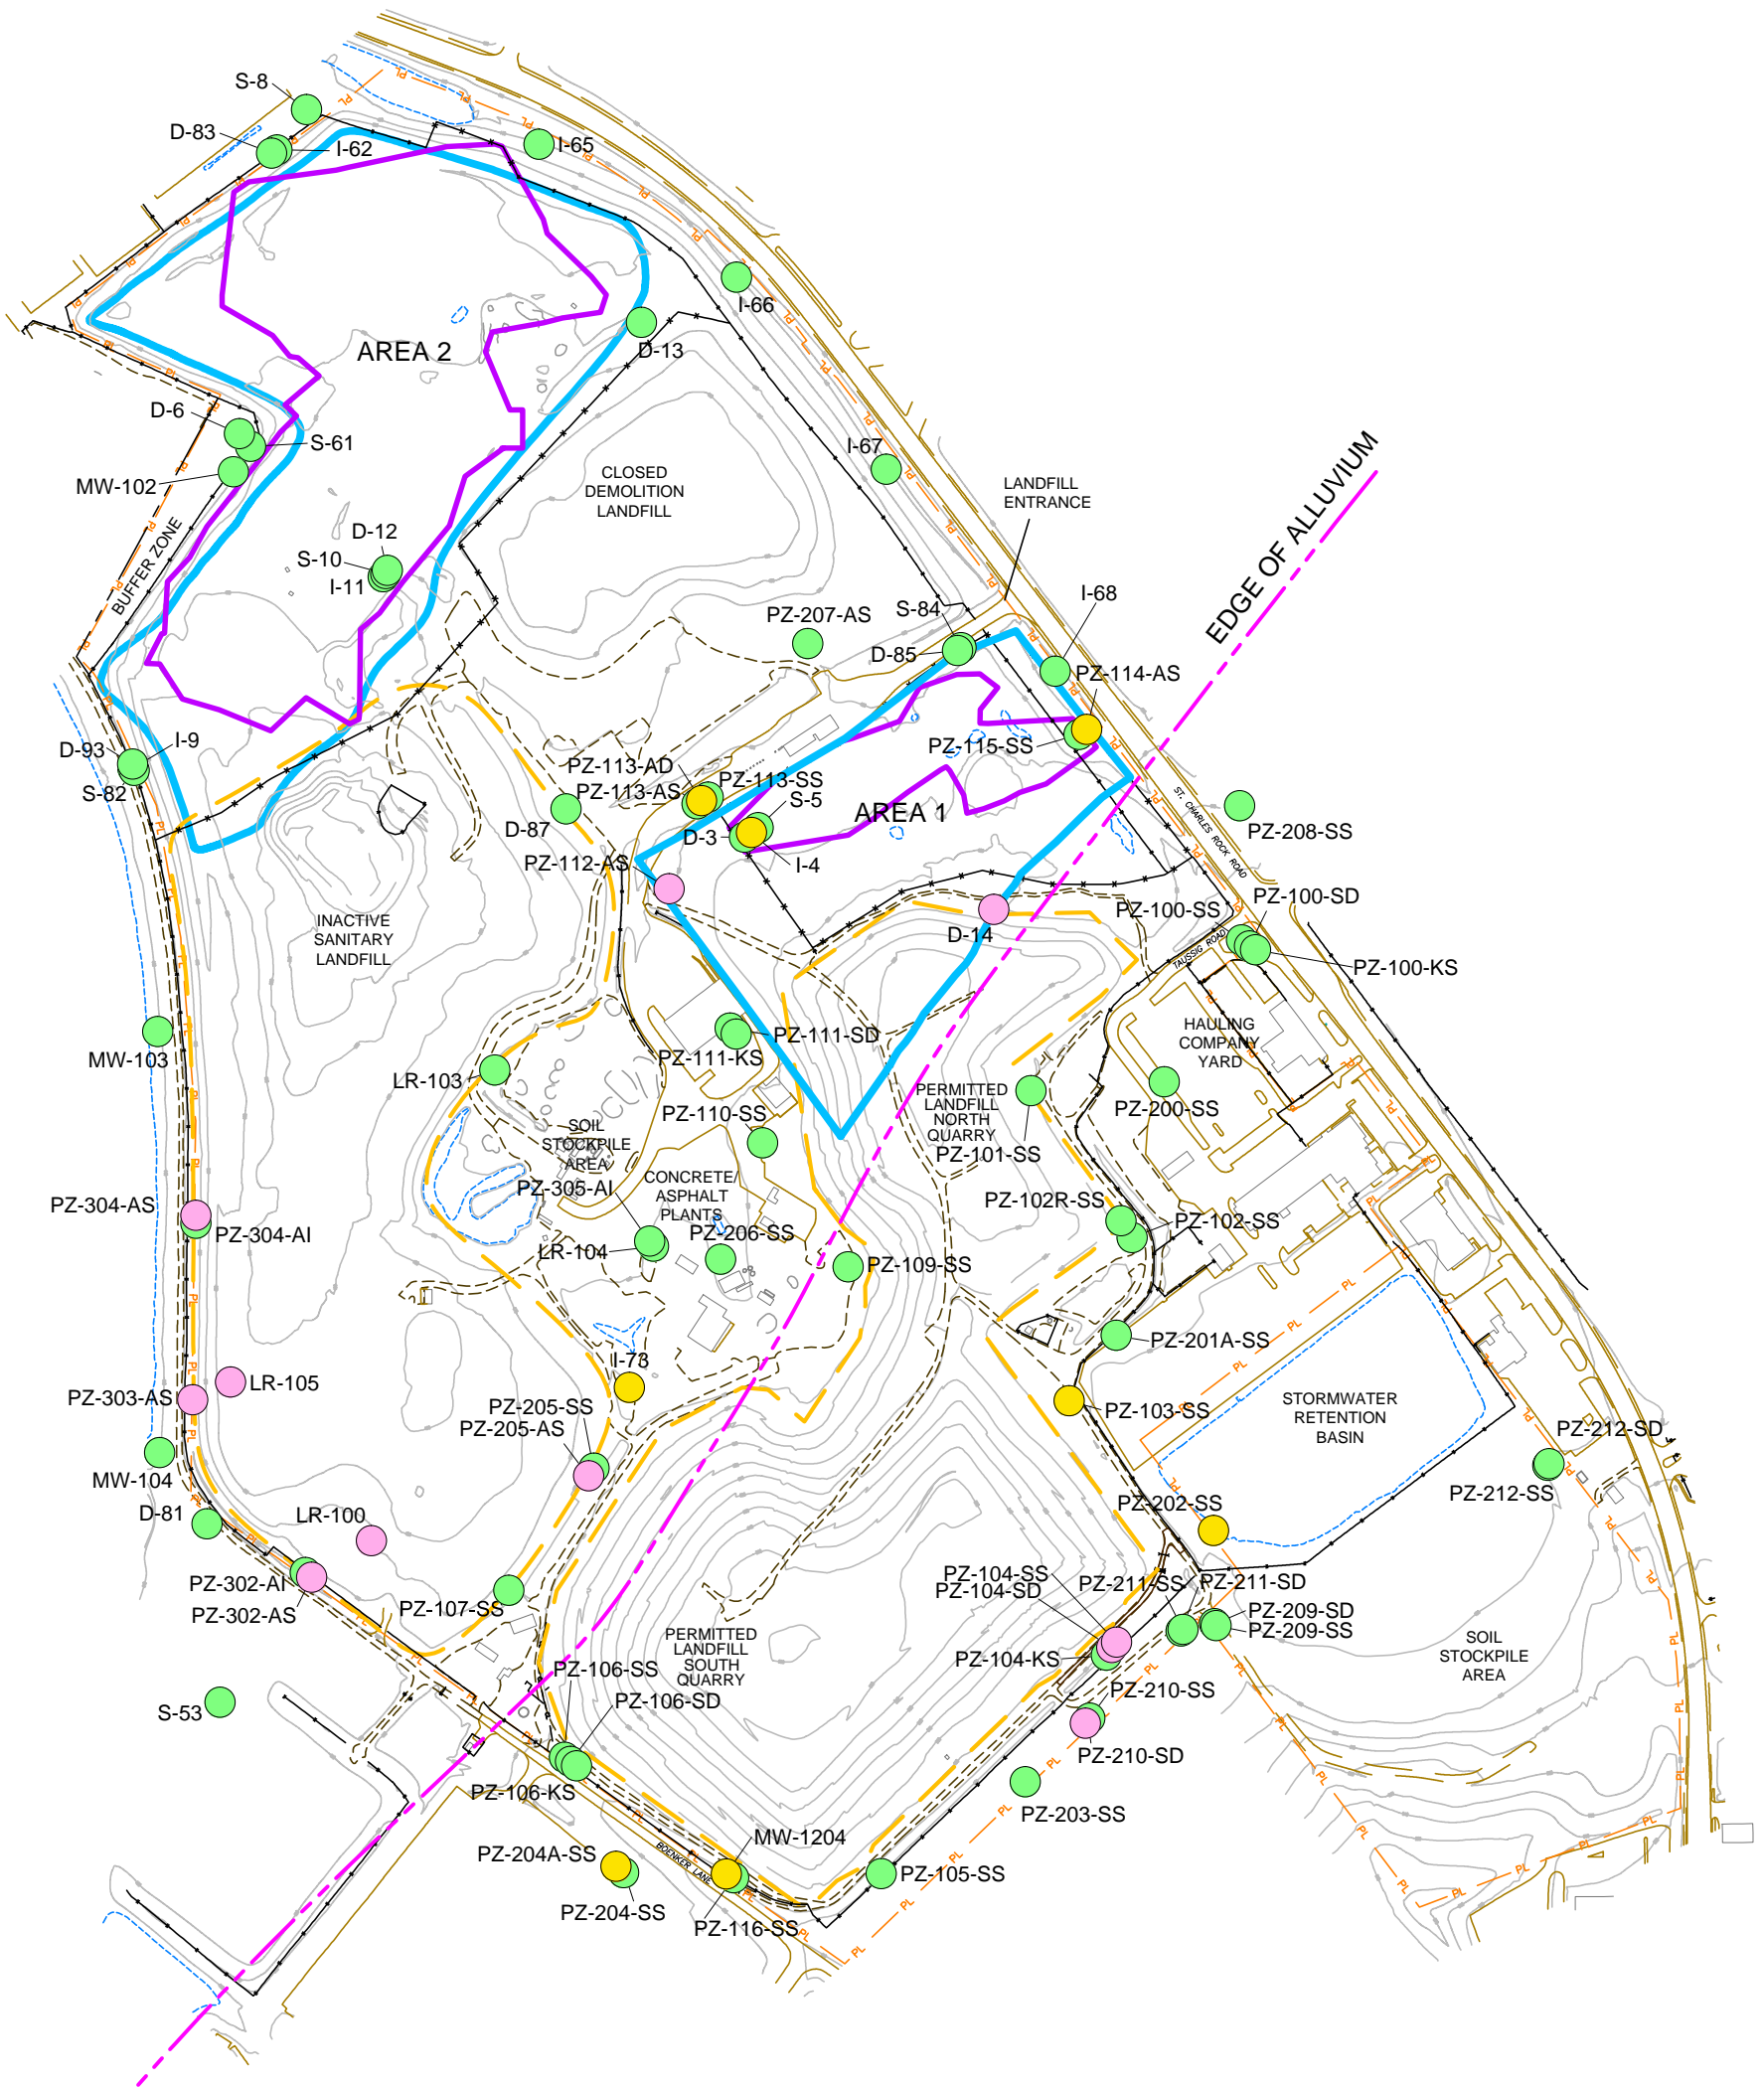 S-8
D-83
I-62
I-65
I-66
AREA 2
D-13
D-6
S-61
MW-102
I-67
CLOSED
DEMOLITION
LANDFILL
LANDFILL
ENTRANCE
EDGE OF ALLUVIUM
BUFFER ZONE
D-12
S-10
I-11
I-68
S-84
PZ-207-AS
D-85
PZ-114-AS
PZ-115-SS
D-93
I-9
S-82
PZ-113-AD
PZ-113-SS
PZ-113-AS
S-5
AREA 1
D-87
D-3
I-4
PZ-112-AS
ST. CHARLES ROCK ROAD
PZ-208-SS
INACTIVE
SANITARY
LANDFILL
D-14
PZ-100-SS
PZ-100-SD
PZ-100-KS
TAUSSIG ROAD
HAULING
COMPANY
YARD
MW-103
LR-103
PZ-111-SD
PZ-111-KS
PZ-110-SS
PERMITTED
LANDFILL
NORTH
QUARRY
PZ-101-SS
PZ-200-SS
SOIL
STOCKPILE
AREA
CONCRETE/
ASPHALT
PLANTS
PZ-305-AI
PZ-304-AS
PZ-304-AI
LR-104
PZ-206-SS
PZ-109-SS
PZ-102R-SS
PZ-102-SS
PZ-201A-SS
I-73
LR-105
PZ-303-AS
PZ-205-SS
PZ-205-AS
PZ-103-SS
STORMWATER
RETENTION
BASIN
PZ-212-SD
PZ-212-SS
MW-104
D-81
LR-100
PZ-202-SS
PZ-302-AI
PZ-302-AS
PZ-107-SS
PZ-104-SS
PZ-104-SD
PZ-211-SS
PZ-211-SD
PZ-209-SD
PZ-209-SS
PZ-104-KS
SOIL
STOCKPILE
AREA
PERMITTED
LANDFILL
SOUTH
QUARRY
PZ-106-SS
PZ-106-SD
PZ-210-SS
PZ-210-SD
S-53
PZ-106-KS
PZ-203-SS
MW-1204
PZ-204A-SS
BOENKER LANE
PZ-105-SS
PZ-204-SS
PZ-116-SS
PL
PL
PL
PL
PL
PL
PL
PL
PL
PL